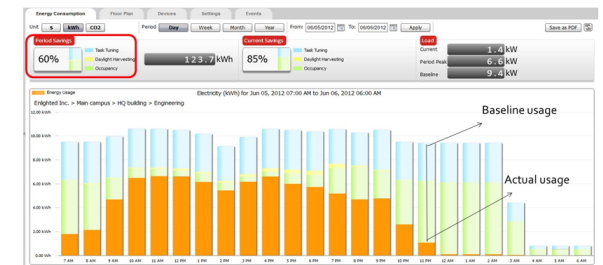 Energy Consumption Floor Plan Devices Settings Events
Unit $ kWh CO2 Period Day Week Month Year From: 06/05/2012 To: 06/06/2012 Apply Save as PDF
Period Savings Current Savings Load
60% Task Tuning Daylight Harvesting Occupancy 123.7 kWh 85% Task Tuning Daylight Harvesting Occupancy
Current 1.4 kW
Period Peak 6.6 kW
Baseline 9.4 kW
Energy Usage Electricity (kWh) for Jun 05, 2012 07:00 AM to Jun 06, 2012 06:00 AM
Enlighted Inc. > Main campus > HQ building > Engineering
12.00 kWh
Baseline usage
10.00 kWh
8.00 kWh
6.00 kWh
Actual usage
4.00 kWh
2.00 kWh
0.00 kWh
7 AM 8 AM 9 AM 10 AM 11 AM 12 AM 1 PM 2 PM 3 PM 4 PM 5 PM 6 PM 7 PM 8 PM 9 PM 10 PM 11 PM 12 AM 1 AM 2 AM 3 AM 4 AM 5 AM 6 AM